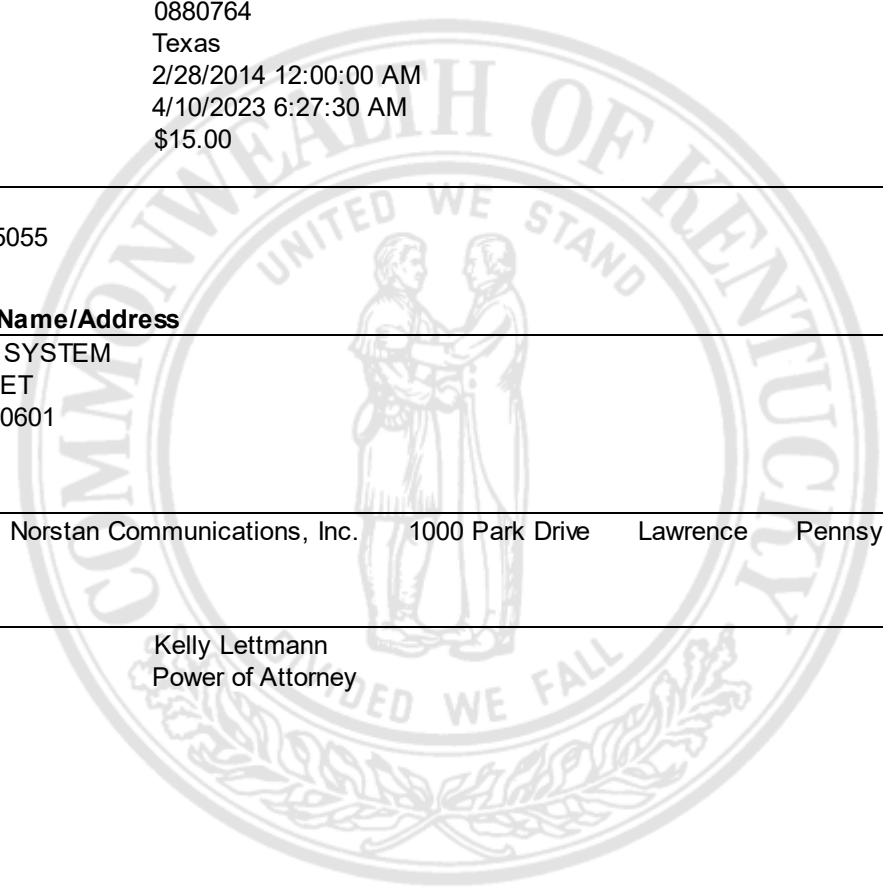 0880764
Texas
2/28/2014 12:00:00 AM
4/10/2023 6:27:30 AM
$15.00
5055
Name/Address
SYSTEM
ET
0601
Norstan Communications, Inc. 1000 Park Drive Lawrence Pennsy
Kelly Lettmann
Power of Attorney
COMMONWEALTH OF KENTUCKY
UNITED WE STAND
DIVIDED WE FALL